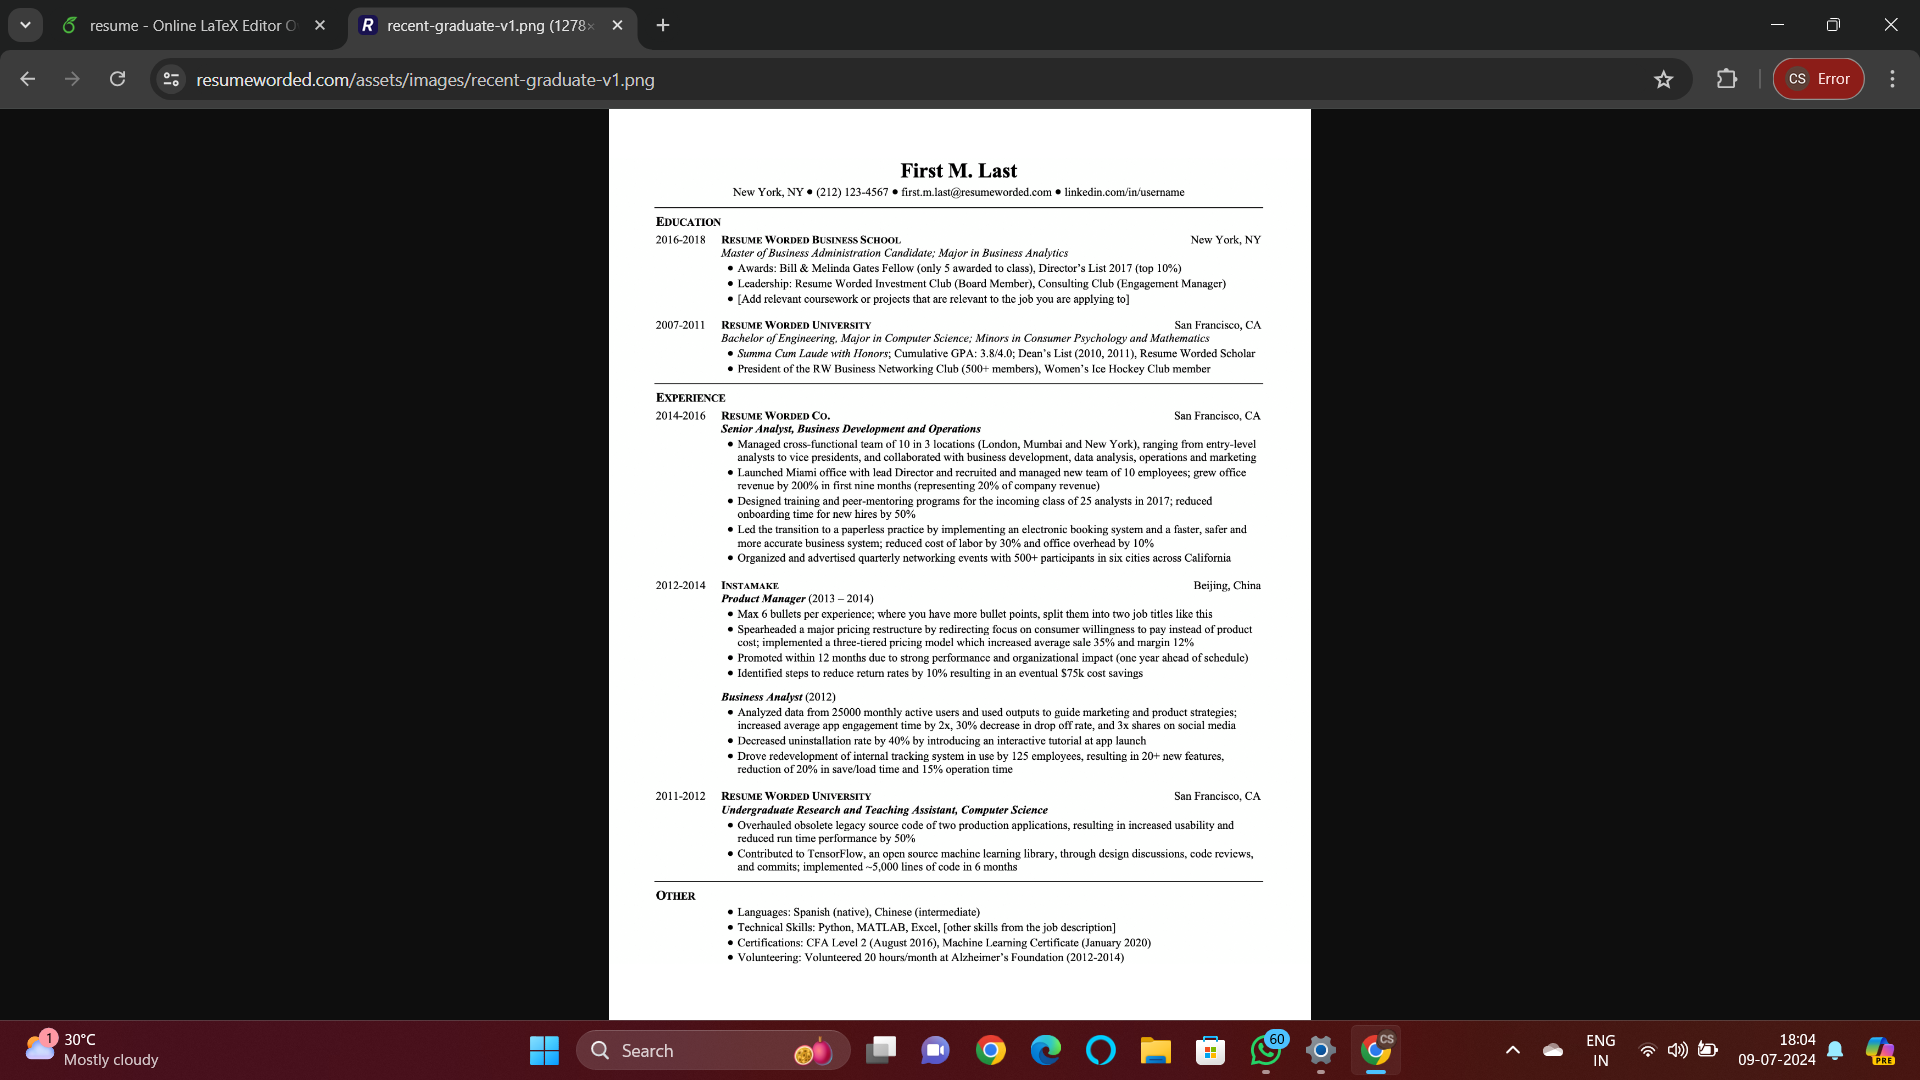 resume - Online LaTeX Editor O
recent-graduate-v1.png (1278×
resumeworded.com/assets/images/recent-graduate-v1.png
CS Error
First M. Last
New York, NY ● (212) 123-4567 ● first.m.last@resumeworded.com ● linkedin.com/in/username
EDUCATION
2016-2018 RESUME WORDED BUSINESS SCHOOL New York, NY
Master of Business Administration Candidate; Major in Business Analytics
● Awards: Bill & Melinda Gates Fellow (only 5 awarded to class), Director's List 2017 (top 10%)
● Leadership: Resume Worded Investment Club (Board Member), Consulting Club (Engagement Manager)
● [Add relevant coursework or projects that are relevant to the job you are applying to]
2007-2011 RESUME WORDED UNIVERSITY San Francisco, CA
Bachelor of Engineering, Major in Computer Science; Minors in Consumer Psychology and Mathematics
● Summa Cum Laude with Honors; Cumulative GPA: 3.8/4.0; Dean's List (2010, 2011), Resume Worded Scholar
● President of the RW Business Networking Club (500+ members), Women's Ice Hockey Club member
EXPERIENCE
2014-2016 RESUME WORDED CO. San Francisco, CA
Senior Analyst, Business Development and Operations
● Managed cross-functional team of 10 in 3 locations (London, Mumbai and New York), ranging from entry-level
analysts to vice presidents, and collaborated with business development, data analysis, operations and marketing
● Launched Miami office with lead Director and recruited and managed new team of 10 employees; grew office
revenue by 200% in first nine months (representing 20% of company revenue)
● Designed training and peer-mentoring programs for the incoming class of 25 analysts in 2017; reduced
onboarding time for new hires by 50%
● Led the transition to a paperless practice by implementing an electronic booking system and a faster, safer and
more accurate business system; reduced cost of labor by 30% and office overhead by 10%
● Organized and advertised quarterly networking events with 500+ participants in six cities across California
2012-2014 INSTAMAKE Beijing, China
Product Manager (2013 – 2014)
● Max 6 bullets per experience; where you have more bullet points, split them into two job titles like this
● Spearheaded a major pricing restructure by redirecting focus on consumer willingness to pay instead of product
cost; implemented a three-tiered pricing model which increased average sale 35% and margin 12%
● Promoted within 12 months due to strong performance and organizational impact (one year ahead of schedule)
● Identified steps to reduce return rates by 10% resulting in an eventual $75k cost savings
Business Analyst (2012)
● Analyzed data from 25000 monthly active users and used outputs to guide marketing and product strategies;
increased average app engagement time by 2x, 30% decrease in drop off rate, and 3x shares on social media
● Decreased uninstallation rate by 40% by introducing an interactive tutorial at app launch
● Drove redevelopment of internal tracking system in use by 125 employees, resulting in 20+ new features,
reduction of 20% in save/load time and 15% operation time
2011-2012 RESUME WORDED UNIVERSITY San Francisco, CA
Undergraduate Research and Teaching Assistant, Computer Science
● Overhauled obsolete legacy source code of two production applications, resulting in increased usability and
reduced run time performance by 50%
● Contributed to TensorFlow, an open source machine learning library, through design discussions, code reviews,
and commits; implemented ~5,000 lines of code in 6 months
OTHER
● Languages: Spanish (native), Chinese (intermediate)
● Technical Skills: Python, MATLAB, Excel, [other skills from the job description]
● Certifications: CFA Level 2 (August 2016), Machine Learning Certificate (January 2020)
● Volunteering: Volunteered 20 hours/month at Alzheimer's Foundation (2012-2014)
1
30°C
Mostly cloudy
Search
60
CS
ENG
IN
18:04
09-07-2024
PRE